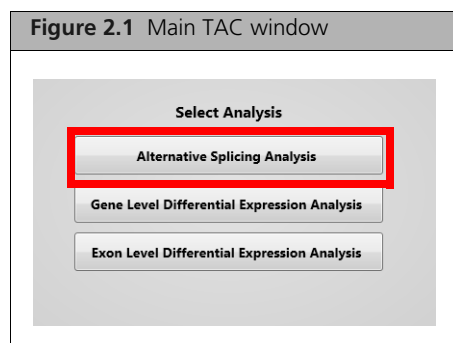 Figure 2.1 Main TAC window
Select Analysis
Alternative Splicing Analysis
Gene Level Differential Expression Analysis
Exon Level Differential Expression Analysis